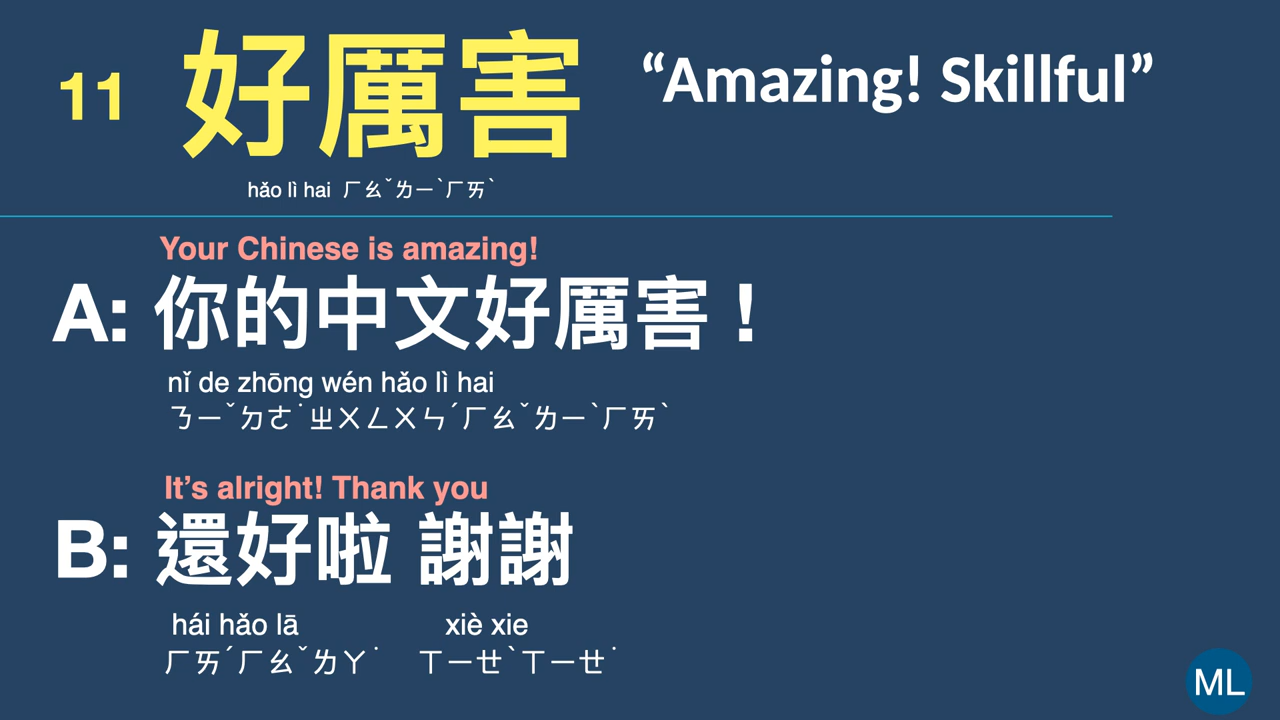 11 好厲害 “Amazing! Skillful”
hǎo lì hai ㄏㄠˇㄌㄧˋㄏㄞˋ
Your Chinese is amazing!
A: 你的中文好厲害！
nǐ de zhōng wén hǎo lì hai
ㄋㄧˇㄉㄜ˙ㄓㄨㄥㄨㄣˊㄏㄠˇㄌㄧˋㄏㄞˋ
It’s alright! Thank you
B: 還好啦 謝謝
hái hǎo lā xiè xie
ㄏㄞˊㄏㄠˇㄌㄚ˙ ㄒㄧㄝˋㄒㄧㄝ˙
ML